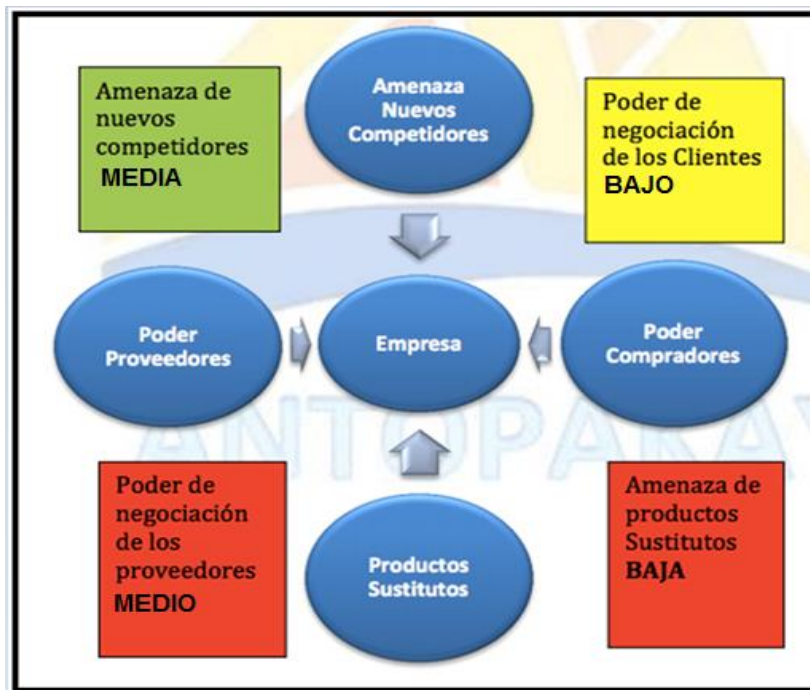 Amenaza de
nuevos
competidores
MEDIA
Amenaza
Nuevos
Competidores
Poder de
negociación
de los Clientes
BAJO
Poder
Proveedores
Empresa
Poder
Compradores
ANTOPAKAY
Poder de
negociación
de los
proveedores
MEDIO
Productos
Sustitutos
Amenaza de
productos
Sustitutos
BAJA